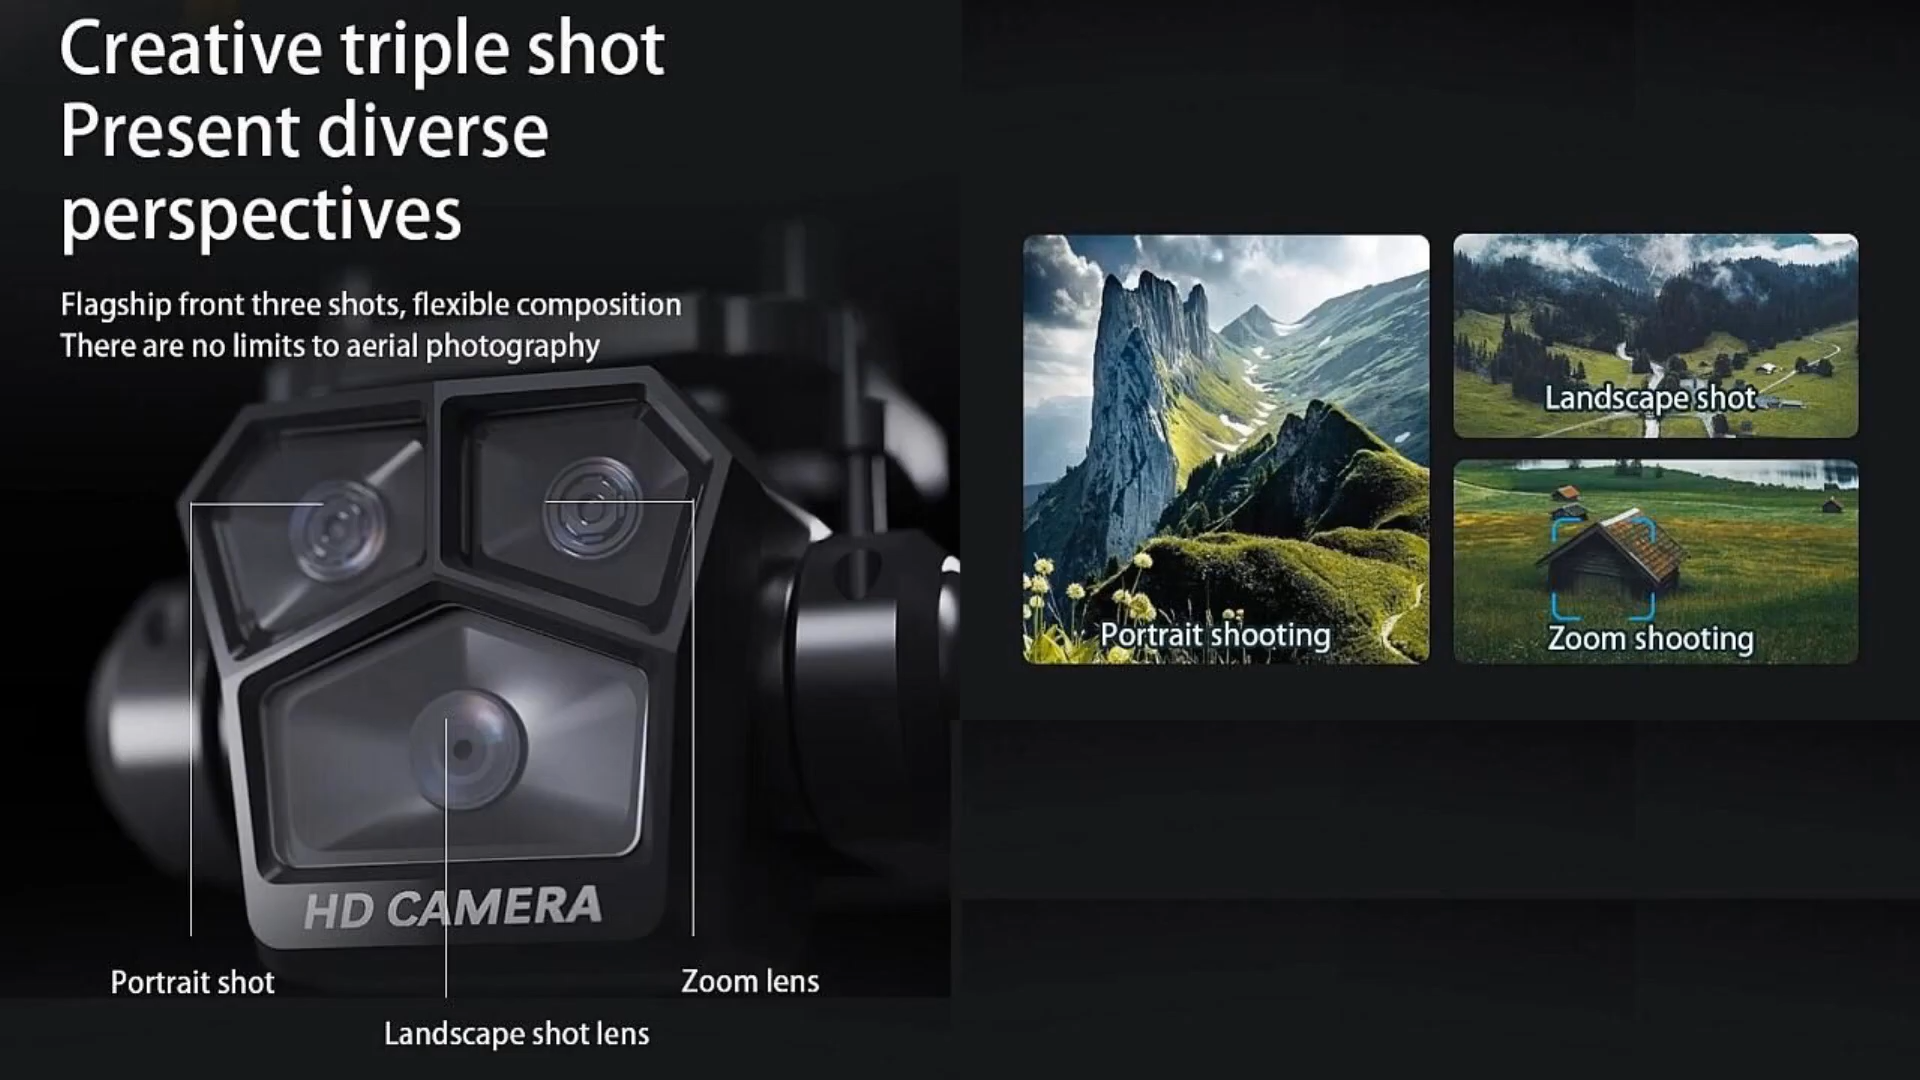 Creative triple shot
Present diverse
perspectives
Flagship front three shots, flexible composition
There are no limits to aerial photography
HD CAMERA
Portrait shot
Landscape shot lens
Zoom lens
Portrait shooting
Landscape shot
Zoom shooting